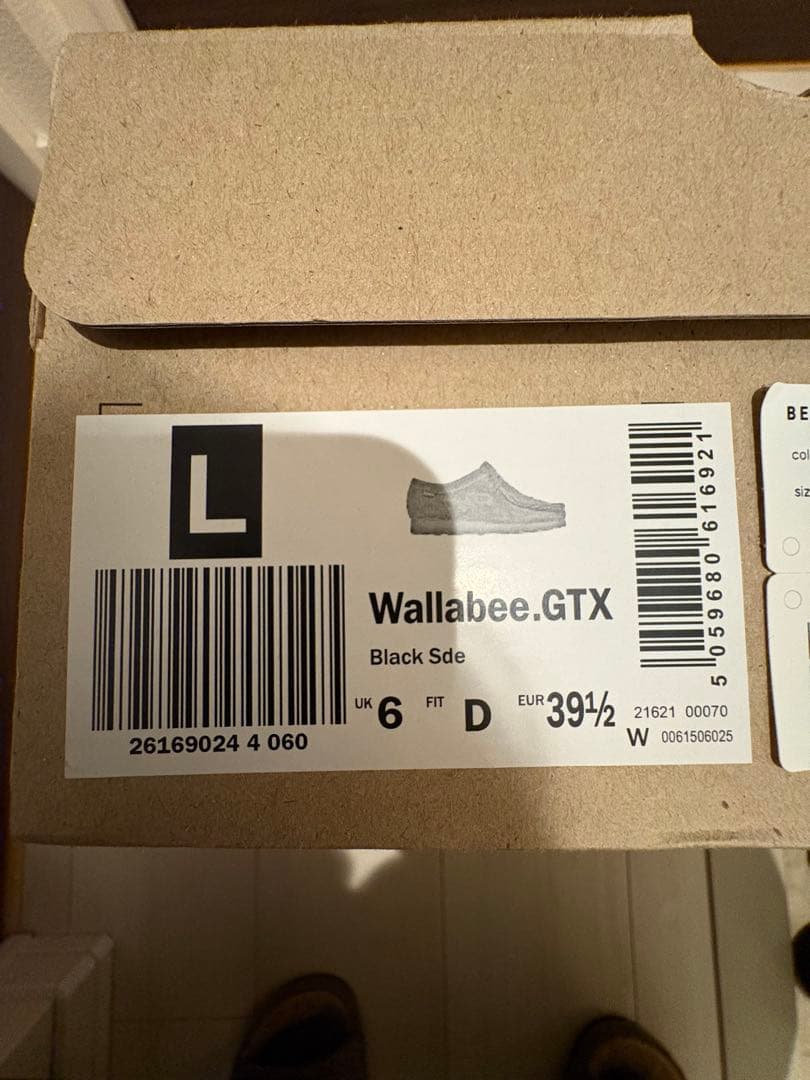 L
26169024 4 060
Wallabee.GTX
Black Sde
UK 6 FIT D EUR 39½
5 059680 616921
21621 00070
W 0061506025
BE
col
siz